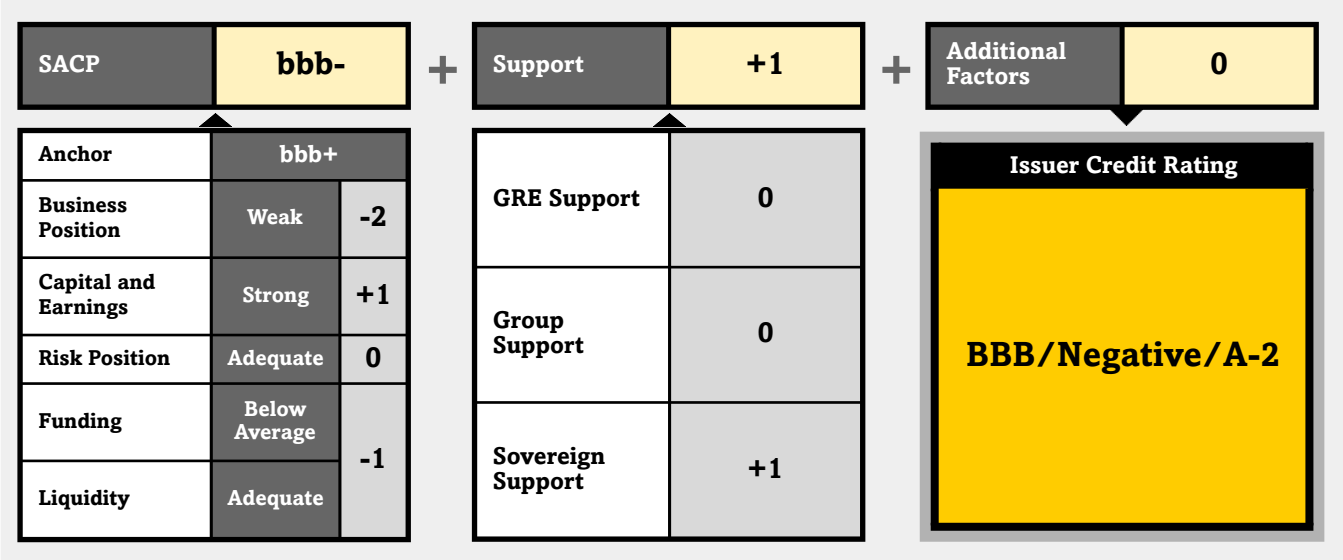 SACP
bbb-
+
Support
+1
+
Additional
Factors
0
Anchor
bbb+
Business
Position
Weak
-2
Capital and
Earnings
Strong
+1
Risk Position
Adequate
0
Funding
Below
Average
-1
Liquidity
Adequate
GRE Support
0
Group
Support
0
Sovereign
Support
+1
Issuer Credit Rating
BBB/Negative/A-2